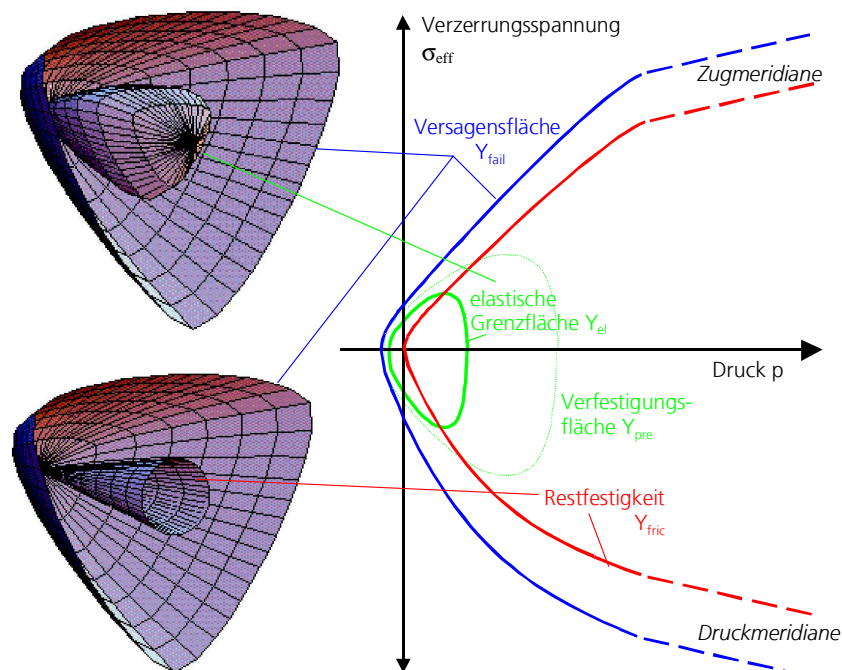 Verzerrungsspannung
σeff
Zugmeridiane
Versagensfläche
Yfail
elastische
Grenzfläche Yel
Druck p
Verfestigungs-
fläche Ypre
Restfestigkeit
Yfric
Druckmeridiane